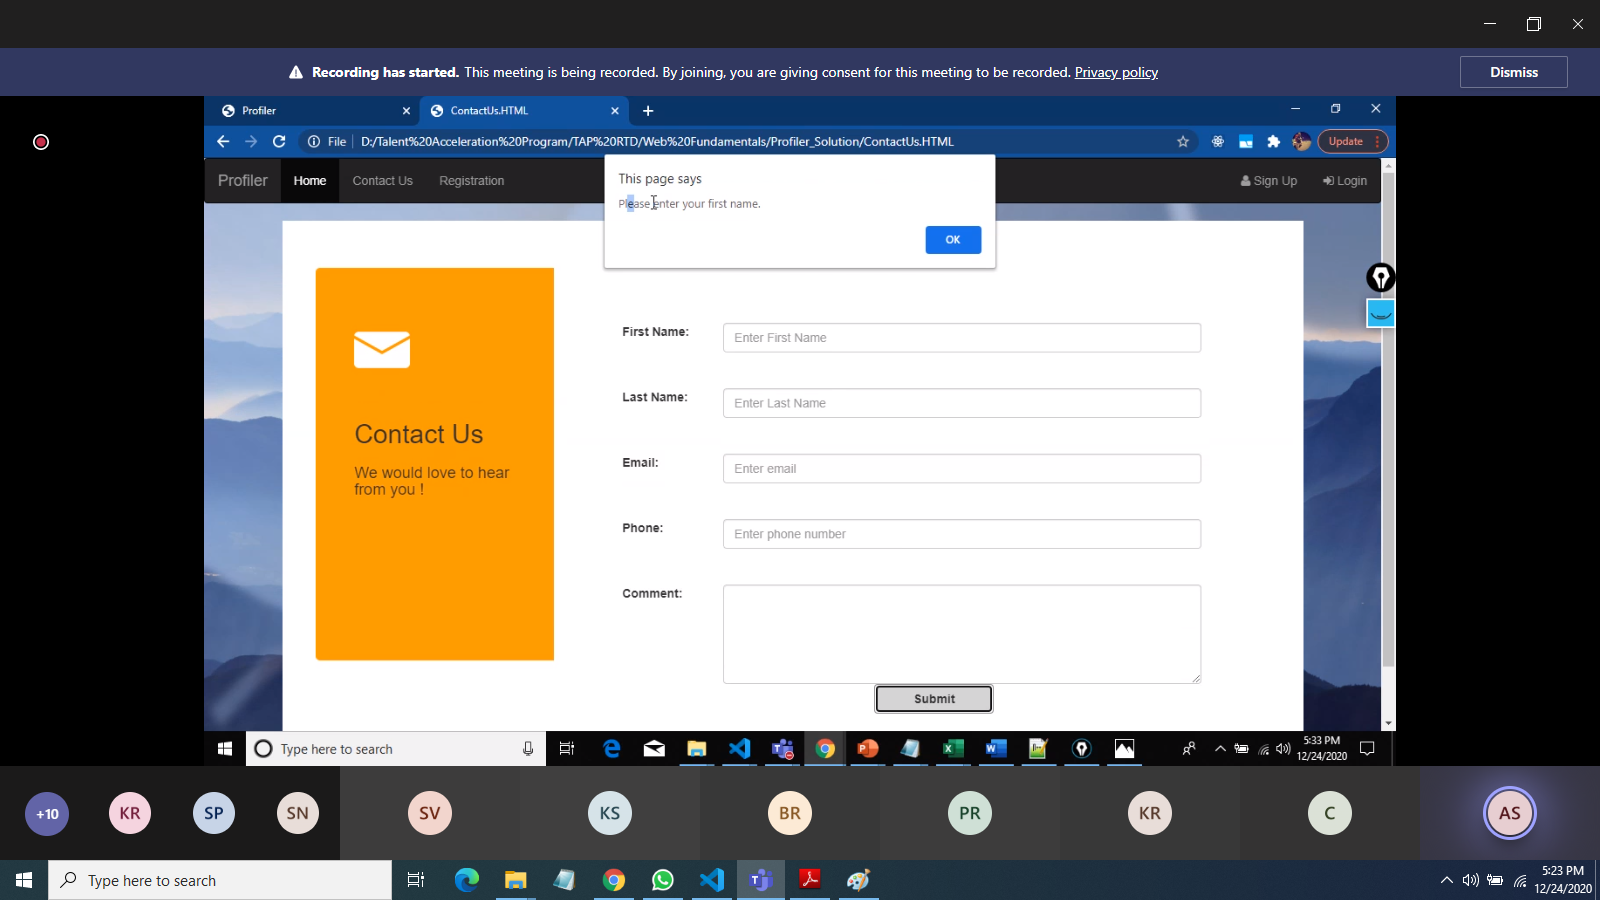 Recording has started. This meeting is being recorded. By joining, you are giving consent for this meeting to be recorded. Privacy policy
Dismiss
Profiler
ContactUs.HTML
File
D:/Talent%20Acceleration%20Program/TAP%20RTD/Web%20Fundamentals/Profiler_Solution/ContactUs.HTML
Update
Profiler
Home
Contact Us
Registration
Sign Up
Login
This page says
Please enter your first name.
OK
Contact Us
We would love to hear
from you !
First Name:
Enter First Name
Last Name:
Enter Last Name
Email:
Enter email
Phone:
Enter phone number
Comment:
Submit
Type here to search
5:33 PM
12/24/2020
+10
KR
SP
SN
SV
KS
BR
PR
KR
C
AS
Type here to search
5:23 PM
12/24/2020